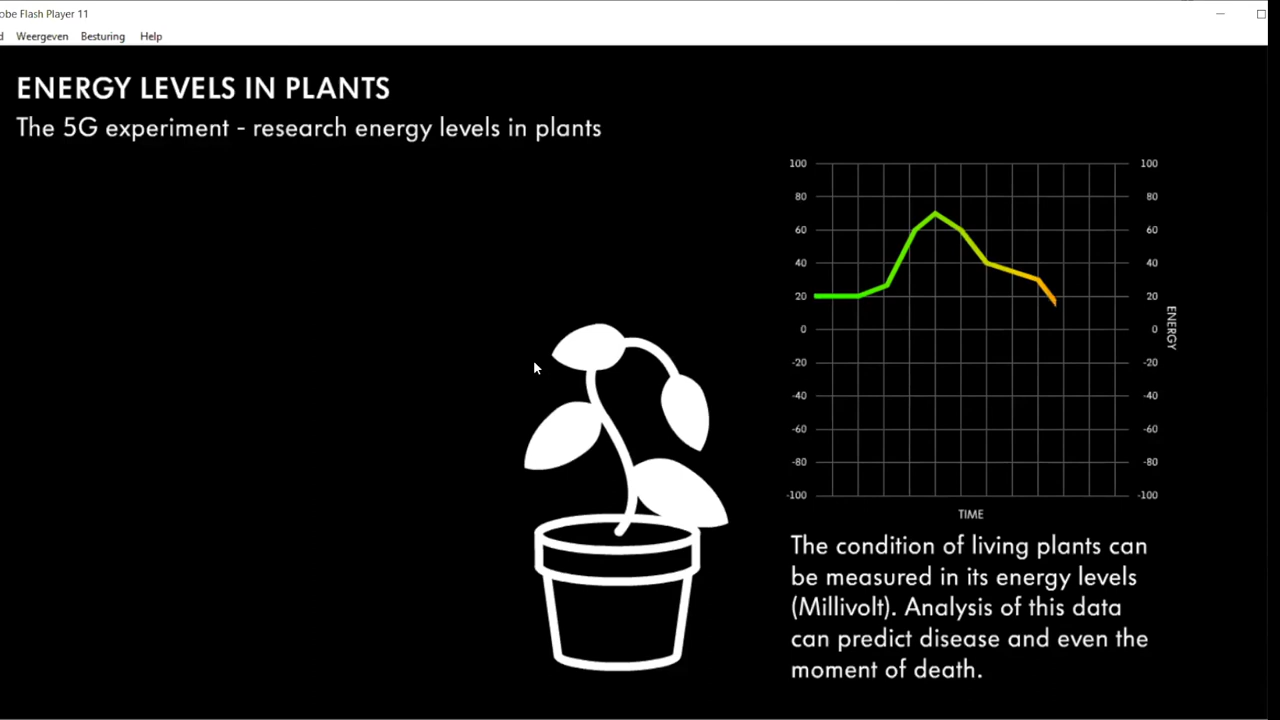 obe Flash Player 11
d Weergeven Besturing Help
ENERGY LEVELS IN PLANTS
The 5G experiment - research energy levels in plants
100 100
80 80
60 60
40 40
20 20
0 0
-20 -20
-40 -40
-60 -60
-80 -80
-100 -100
ENERGY
TIME
The condition of living plants can
be measured in its energy levels
(Millivolt). Analysis of this data
can predict disease and even the
moment of death.